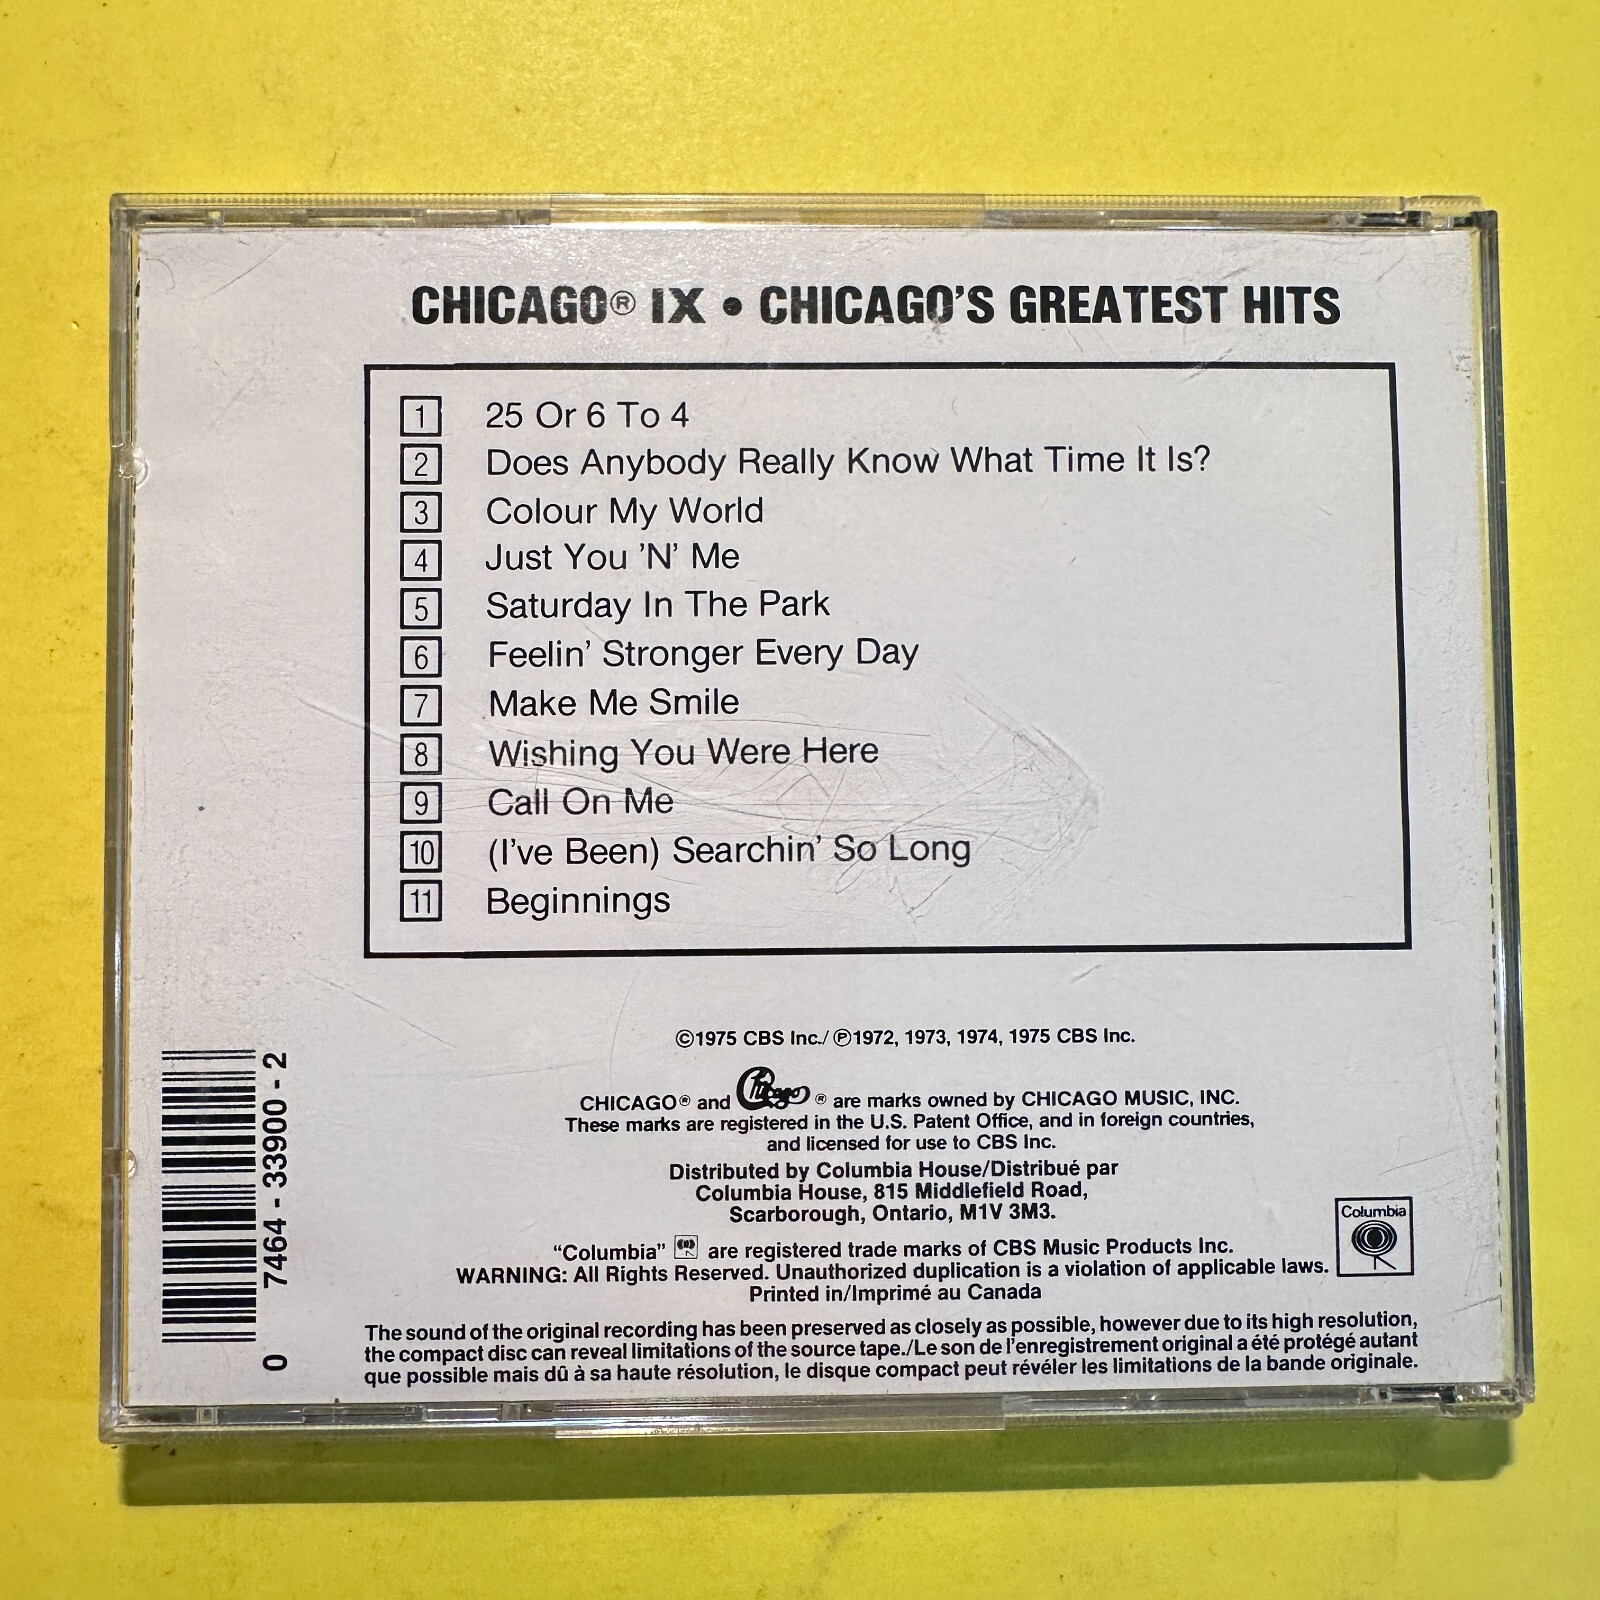 CHICAGO® IX • CHICAGO'S GREATEST HITS
1 25 Or 6 To 4
2 Does Anybody Really Know What Time It Is?
3 Colour My World
4 Just You 'N' Me
5 Saturday In The Park
6 Feelin' Stronger Every Day
7 Make Me Smile
8 Wishing You Were Here
9 Call On Me
10 (I've Been) Searchin' So Long
11 Beginnings
©1975 CBS Inc./ ℗1972, 1973, 1974, 1975 CBS Inc.
CHICAGO® and Chicago ® are marks owned by CHICAGO MUSIC, INC.
These marks are registered in the U.S. Patent Office, and in foreign countries,
and licensed for use to CBS Inc.
Distributed by Columbia House/Distribué par
Columbia House, 815 Middlefield Road,
Scarborough, Ontario, M1V 3M3.
"Columbia" are registered trade marks of CBS Music Products Inc.
WARNING: All Rights Reserved. Unauthorized duplication is a violation of applicable laws.
Printed in/Imprimé au Canada
Columbia
The sound of the original recording has been preserved as closely as possible, however due to its high resolution,
the compact disc can reveal limitations of the source tape./Le son de l'enregistrement original a été protégé autant
que possible mais dû à sa haute résolution, le disque compact peut révéler les limitations de la bande originale.
0 7464-33900-2